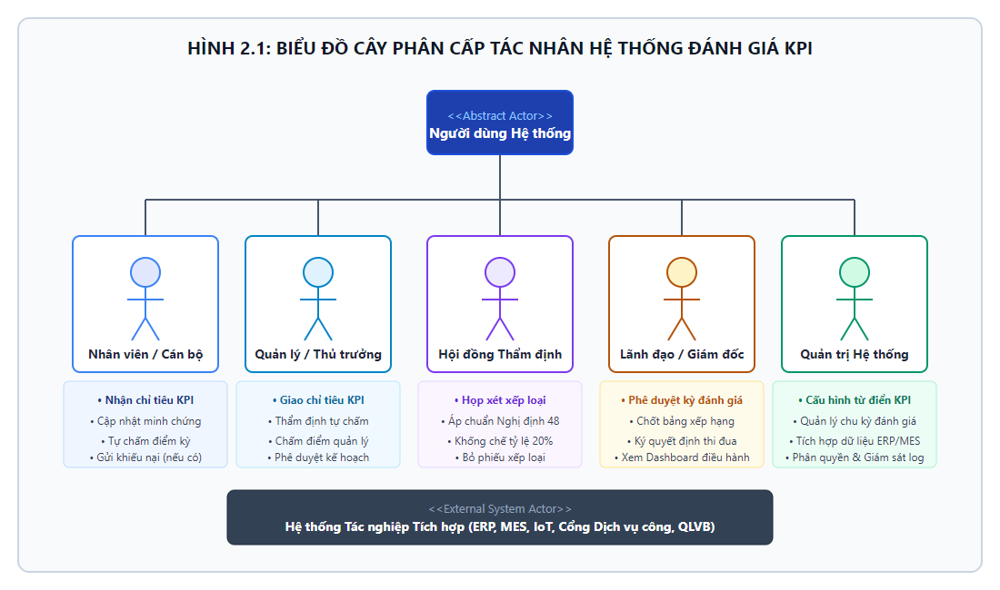 HÌNH 2.1: BIỂU ĐỒ CÂY PHÂN CẤP TÁC NHÂN HỆ THỐNG ĐÁNH GIÁ KPI
<<Abstract Actor>>
Người dùng Hệ thống
Nhân viên / Cán bộ
• Nhận chỉ tiêu KPI
• Cập nhật minh chứng
• Tự chấm điểm kỳ
• Gửi khiếu nại (nếu có)
Quản lý / Thủ trưởng
• Giao chỉ tiêu KPI
• Thẩm định tự chấm
• Chấm điểm quản lý
• Phê duyệt kế hoạch
Hội đồng Thẩm định
• Họp xét xếp loại
• Áp chuẩn Nghị định 48
• Khống chế tỷ lệ 20%
• Bỏ phiếu xếp loại
Lãnh đạo / Giám đốc
• Phê duyệt kỳ đánh giá
• Chốt bảng xếp hạng
• Ký quyết định thi đua
• Xem Dashboard điều hành
Quản trị Hệ thống
• Cấu hình từ điển KPI
• Quản lý chu kỳ đánh giá
• Tích hợp dữ liệu ERP/MES
• Phân quyền & Giám sát log
<<External System Actor>>
Hệ thống Tác nghiệp Tích hợp (ERP, MES, IoT, Cổng Dịch vụ công, QLVB)